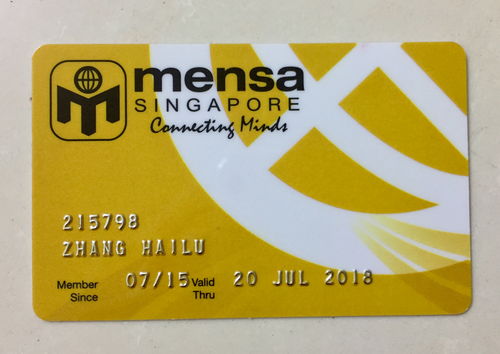 mensa
SINGAPORE
Connecting Minds
215798
ZHANG HAILU
Member Since 07/15 Valid Thru 20 JUL 2018